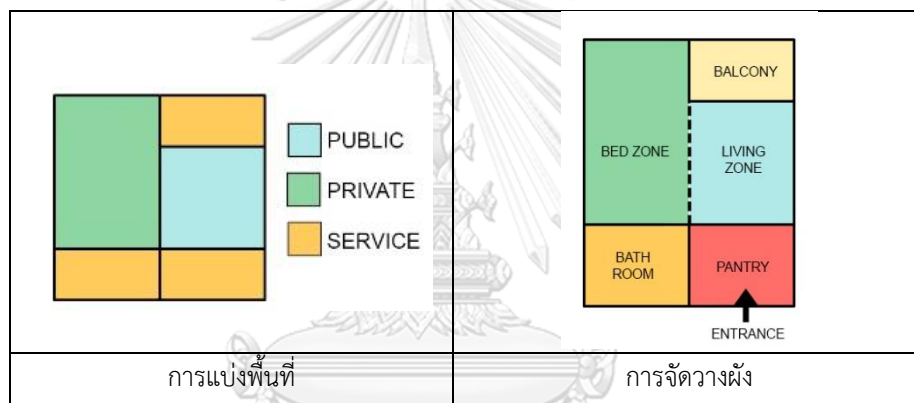 PUBLIC
PRIVATE
SERVICE
BALCONY
BED ZONE
LIVING
ZONE
BATH
ROOM
PANTRY
ENTRANCE
การแบ่งพื้นที่
การจัดวางผัง